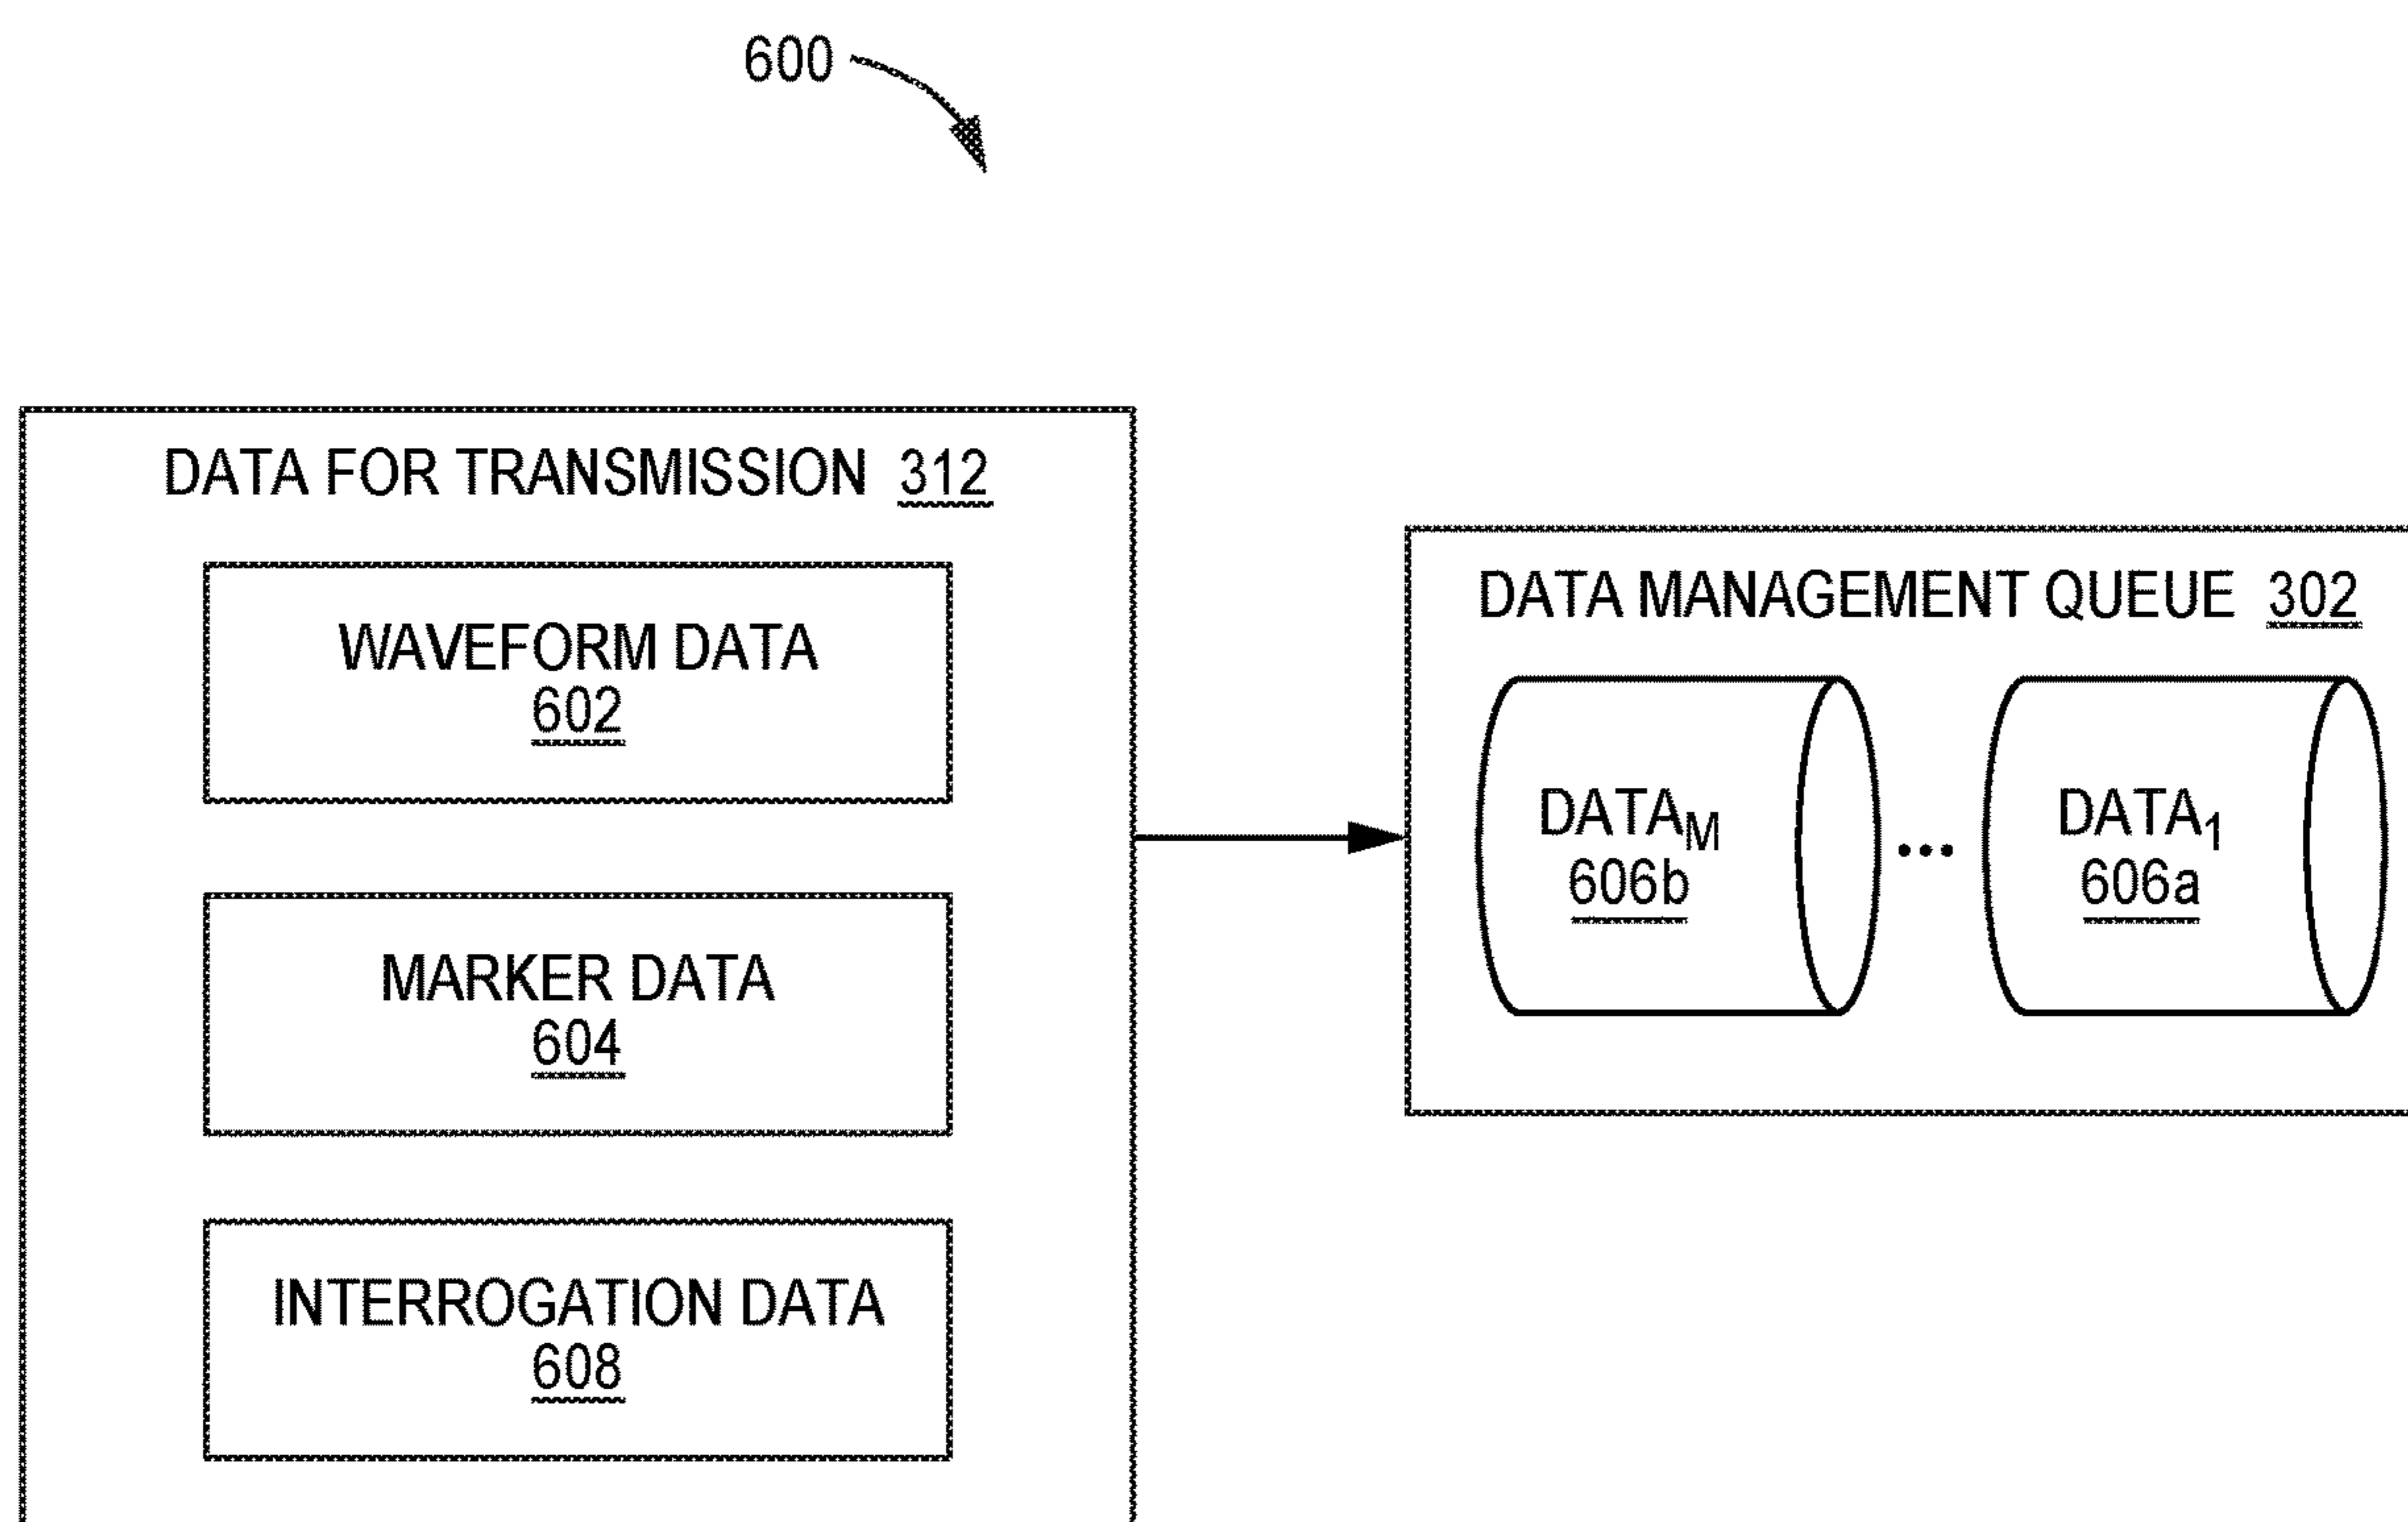 600
DATA FOR TRANSMISSION 312
WAVEFORM DATA
602
MARKER DATA
604
INTERROGATION DATA
608
DATA MANAGEMENT QUEUE 302
DATAM
606b
...
DATA1
606a